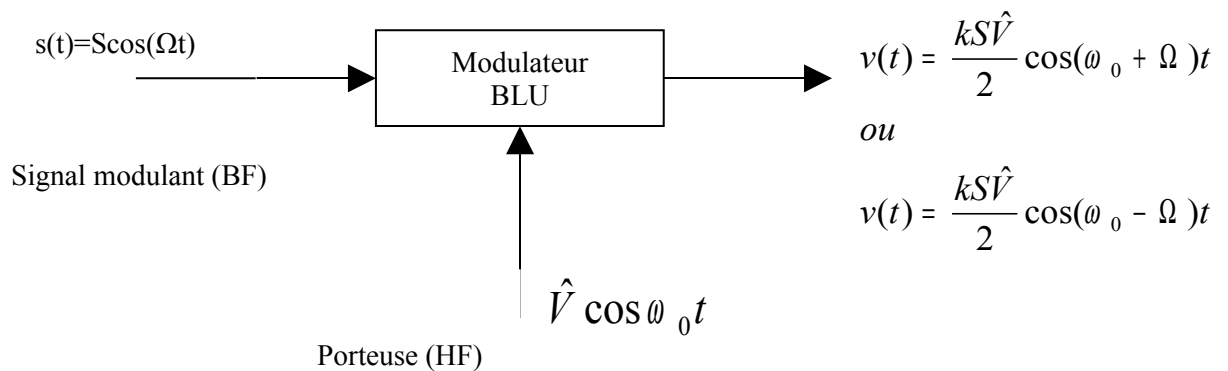 s(t)=Scos(Ωt)
Modulateur
BLU
v(t) = kSV̂/2 cos(ω₀ + Ω)t
ou
v(t) = kSV̂/2 cos(ω₀ - Ω)t
Signal modulant (BF)
V̂ cos ω₀t
Porteuse (HF)